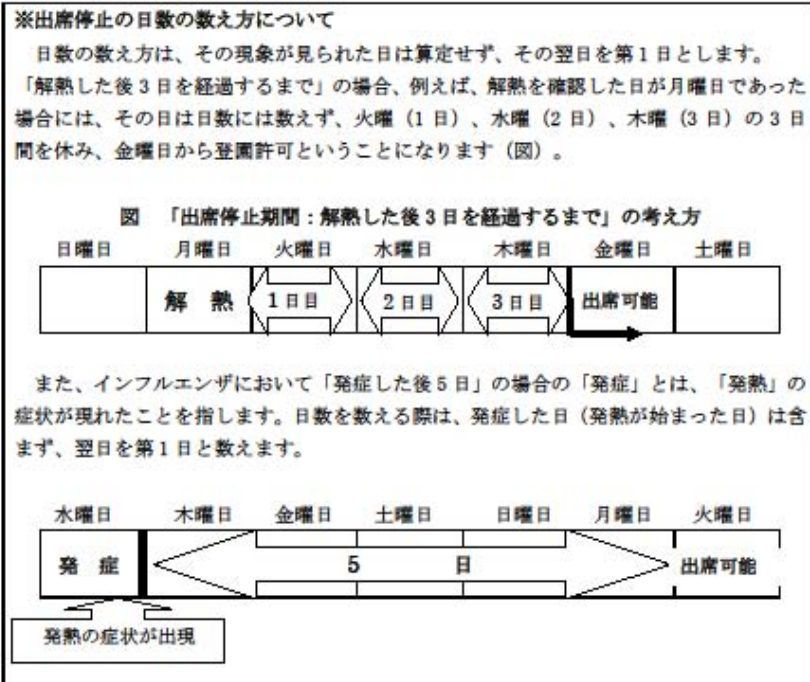 ※出席停止の日数の数え方について
日数の数え方は、その現象が見られた日は算定せず、その翌日を第1日とします。
「解熱した後3日を経過するまで」の場合、例えば、解熱を確認した日が月曜日であった
場合には、その日は日数には数えず、火曜（1日）、水曜（2日）、木曜（3日）の3日
間を休み、金曜日から登園許可ということになります（図）。
図　「出席停止期間：解熱した後3日を経過するまで」の考え方
日曜日　月曜日　火曜日　水曜日　木曜日　金曜日　土曜日
解　熱　1日目　2日目　3日目　出席可能
また、インフルエンザにおいて「発症した後5日」の場合の「発症」とは、「発熱」の
症状が現れたことを指します。日数を数える際は、発症した日（発熱が始まった日）は含
まず、翌日を第1日と数えます。
水曜日　木曜日　金曜日　土曜日　日曜日　月曜日　火曜日
発　症　5　日　出席可能
発熱の症状が出現